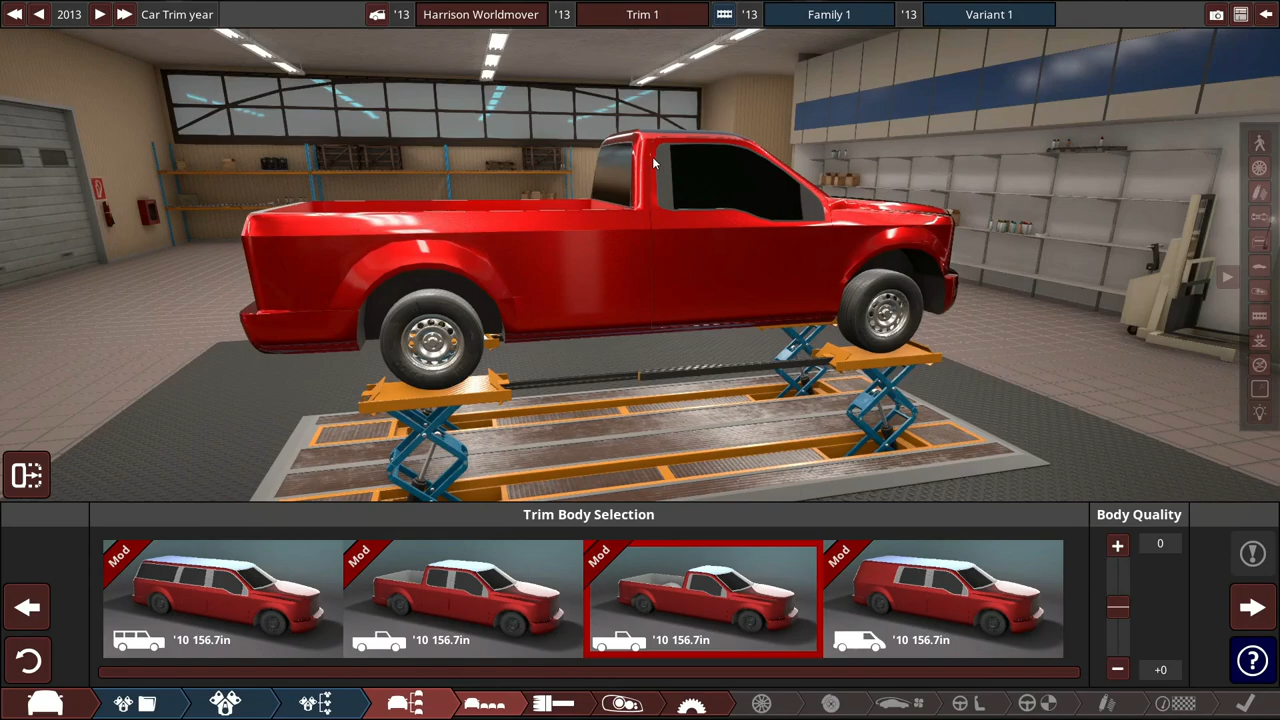 2013 Car Trim year '13 Harrison Worldmover '13 Trim 1 '13 Family 1 '13 Variant 1
Trim Body Selection Body Quality
Mod Mod Mod Mod
0
'10 156.7in '10 156.7in '10 156.7in '10 156.7in
+0